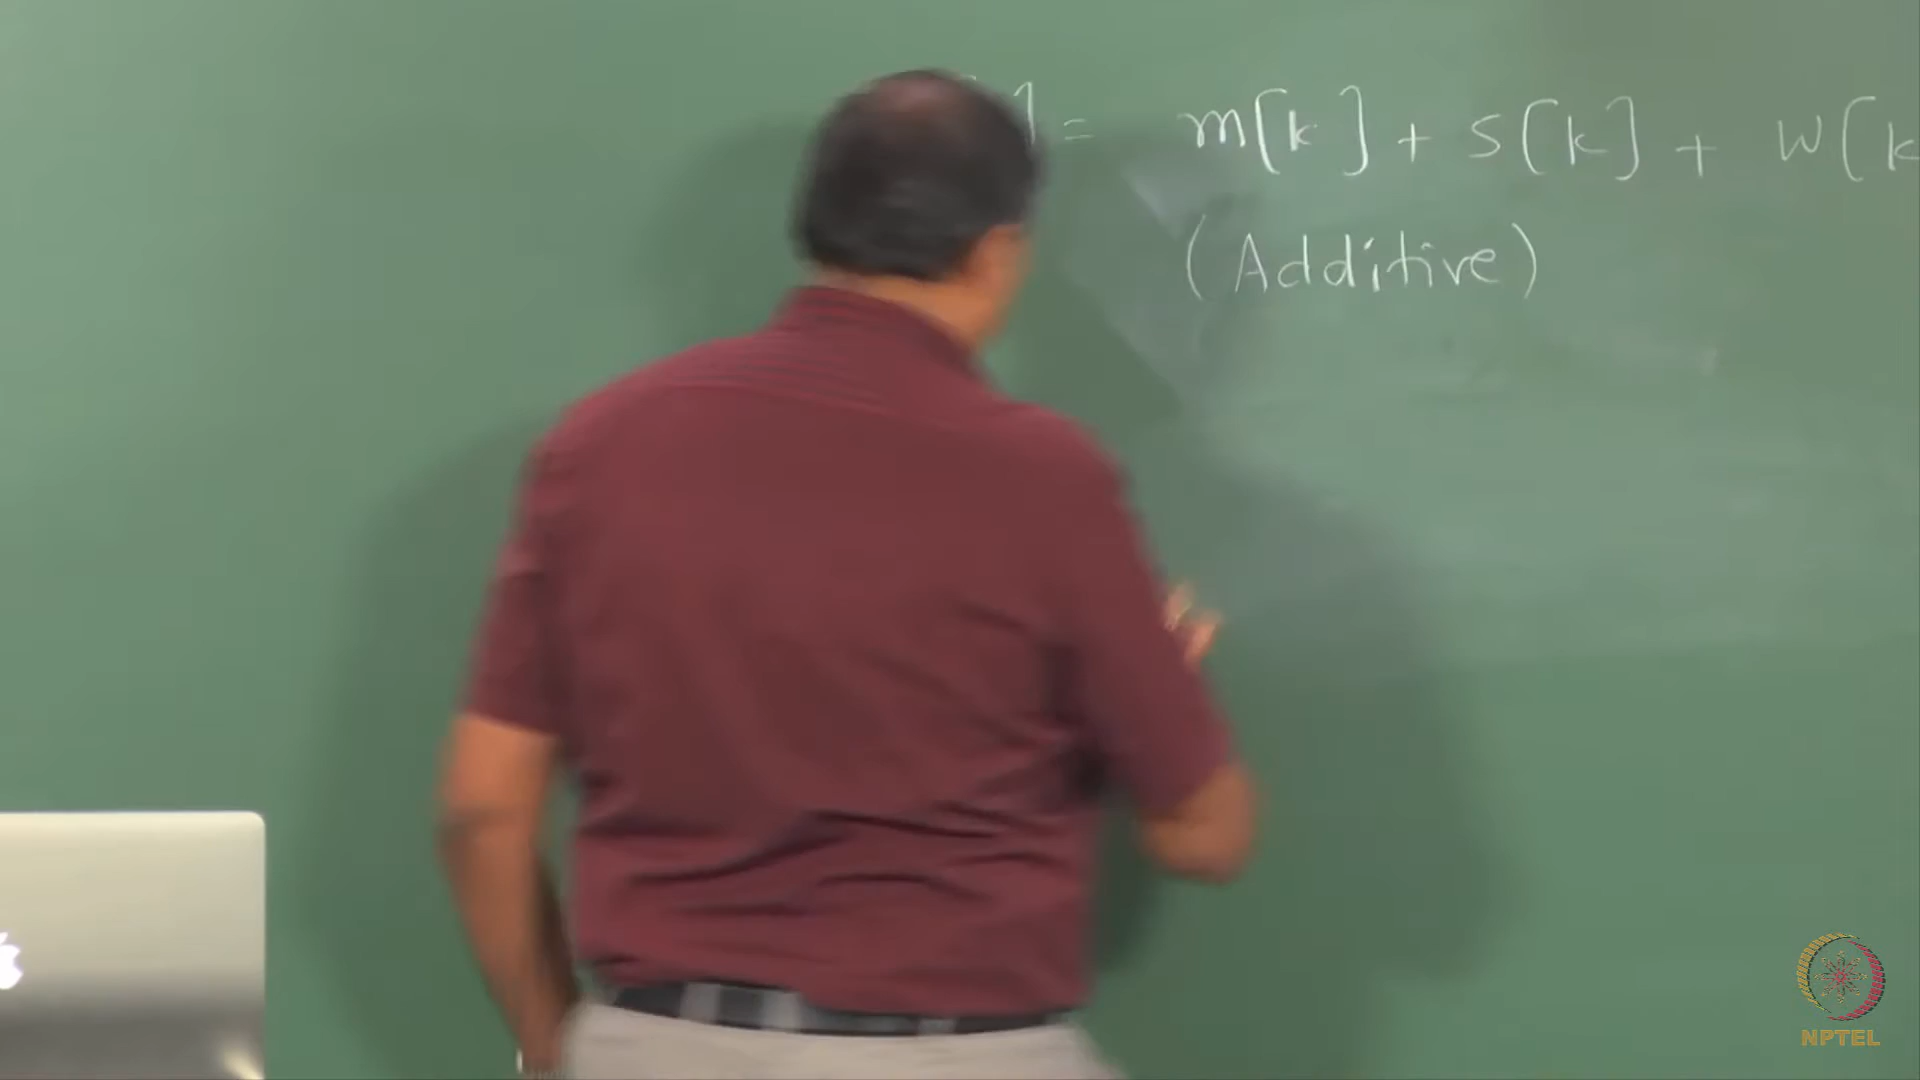 ] = m[k] + s[k] + w[k
(Additive)
NPTEL